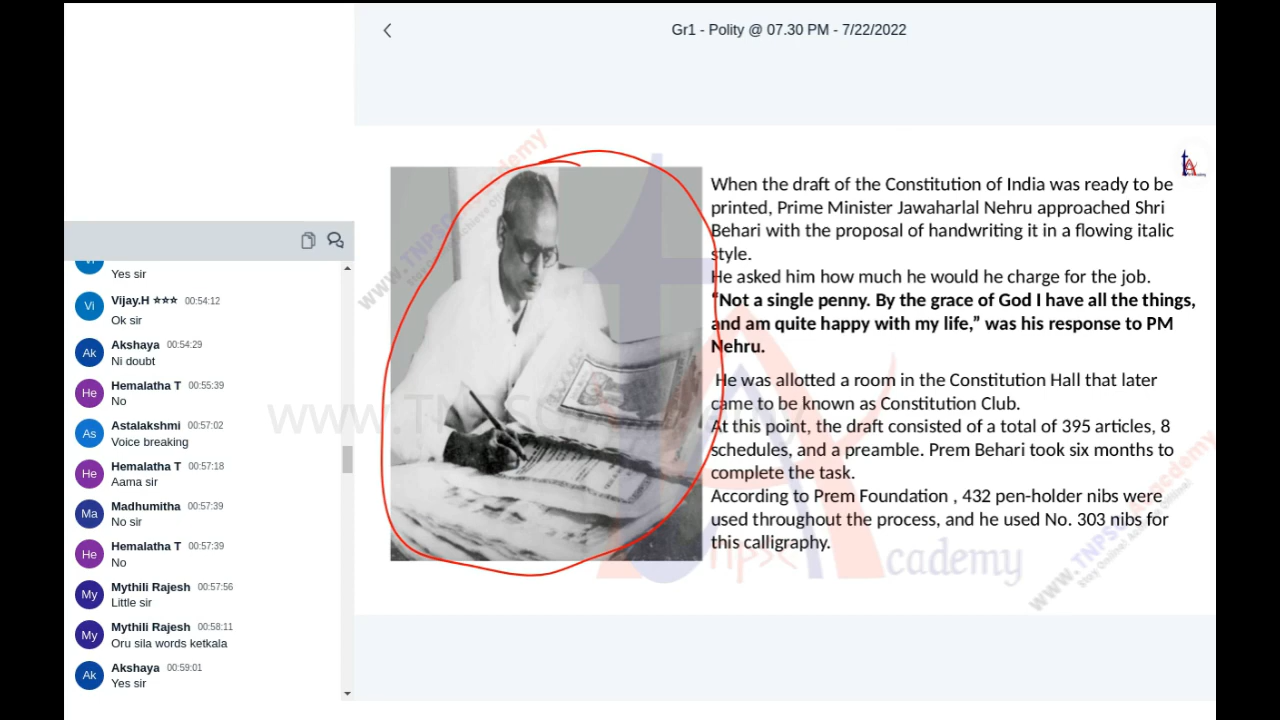 Gr1 - Polity @ 07.30 PM - 7/22/2022
Yes sir
Vijay.H ★★★ 00:54:12
Ok sir
Akshaya 00:54:29
Ni doubt
Hemalatha T 00:55:39
No
Astalakshmi 00:57:02
Voice breaking
Hemalatha T 00:57:18
Aama sir
Madhumitha 00:57:39
No sir
Hemalatha T 00:57:39
No
Mythili Rajesh 00:57:56
Little sir
Mythili Rajesh 00:58:11
Oru sila words ketkala
Akshaya 00:59:01
Yes sir
Vi
Ak
He
As
He
Ma
He
My
My
Ak
When the draft of the Constitution of India was ready to be
printed, Prime Minister Jawaharlal Nehru approached Shri
Behari with the proposal of handwriting it in a flowing italic
style.
He asked him how much he would he charge for the job.
“Not a single penny. By the grace of God I have all the things,
and am quite happy with my life,” was his response to PM
Nehru.
He was allotted a room in the Constitution Hall that later
came to be known as Constitution Club.
At this point, the draft consisted of a total of 395 articles, 8
schedules, and a preamble. Prem Behari took six months to
complete the task.
According to Prem Foundation , 432 pen-holder nibs were
used throughout the process, and he used No. 303 nibs for
this calligraphy.